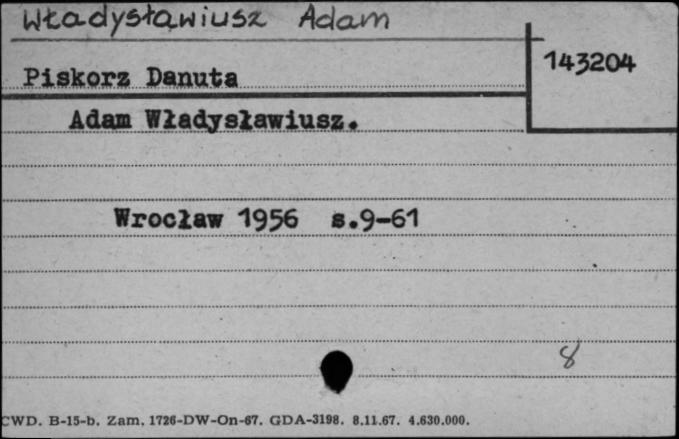 Władysławiusz Adam
143204
Piskorz Danuta
Adam Władysławiusz.
Wrocław 1956 s.9-61
8
CWD. B-15-b. Zam. 1726-DW-On-67. GDA-3198. 8.11.67. 4.630.000.